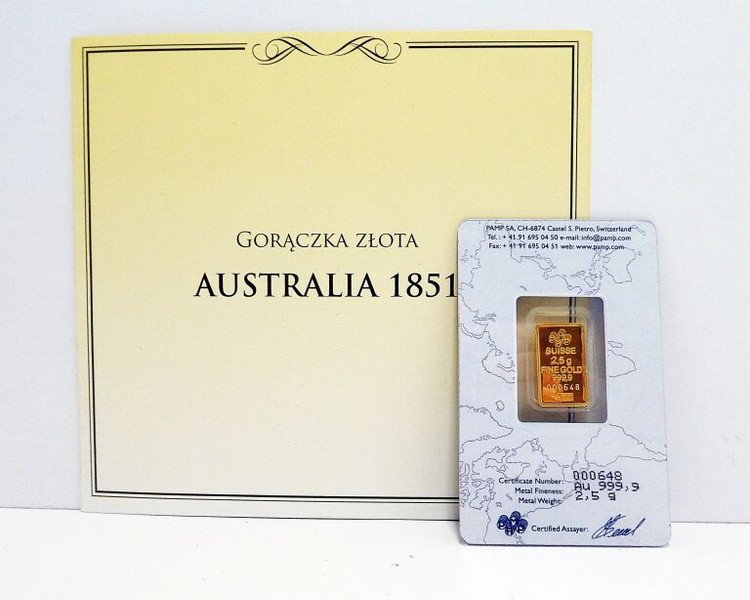 GORĄCZKA ZŁOTA
AUSTRALIA 1851
PAMP SA, CH-6874 Castel S. Pietro, Switzerland
Tel.: + 41 91 695 04 50 e-mail: info@pamp.com
Fax: + 41 91 695 04 51 web: www.pamp.com
SUISSE
2,5 g
FINE GOLD
999,9
000648
Certificate Number: 000648
Metal Fineness: Au 999,9
Metal Weight: 2,5 g
PAMP
Certified Assayer: